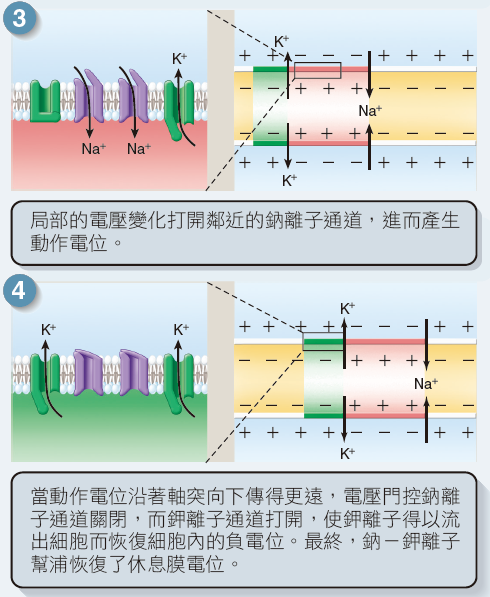 3
K+
K+
+ + − − − + + + +
− − + + + − − − −
Na+
Na+
Na+
− − + + + − − − −
+ + − − − + + + +
K+
局部的電壓變化打開鄰近的鈉離子通道，進而產生
動作電位。
4
K+
K+
K+
+ + + + − − − + +
− − − − + + + − −
Na+
− − − − + + + − −
+ + + + − − − + +
K+
當動作電位沿著軸突向下傳得更遠，電壓門控鈉離
子通道關閉，而鉀離子通道打開，使鉀離子得以流
出細胞而恢復細胞內的負電位。最終，鈉－鉀離子
幫浦恢復了休息膜電位。